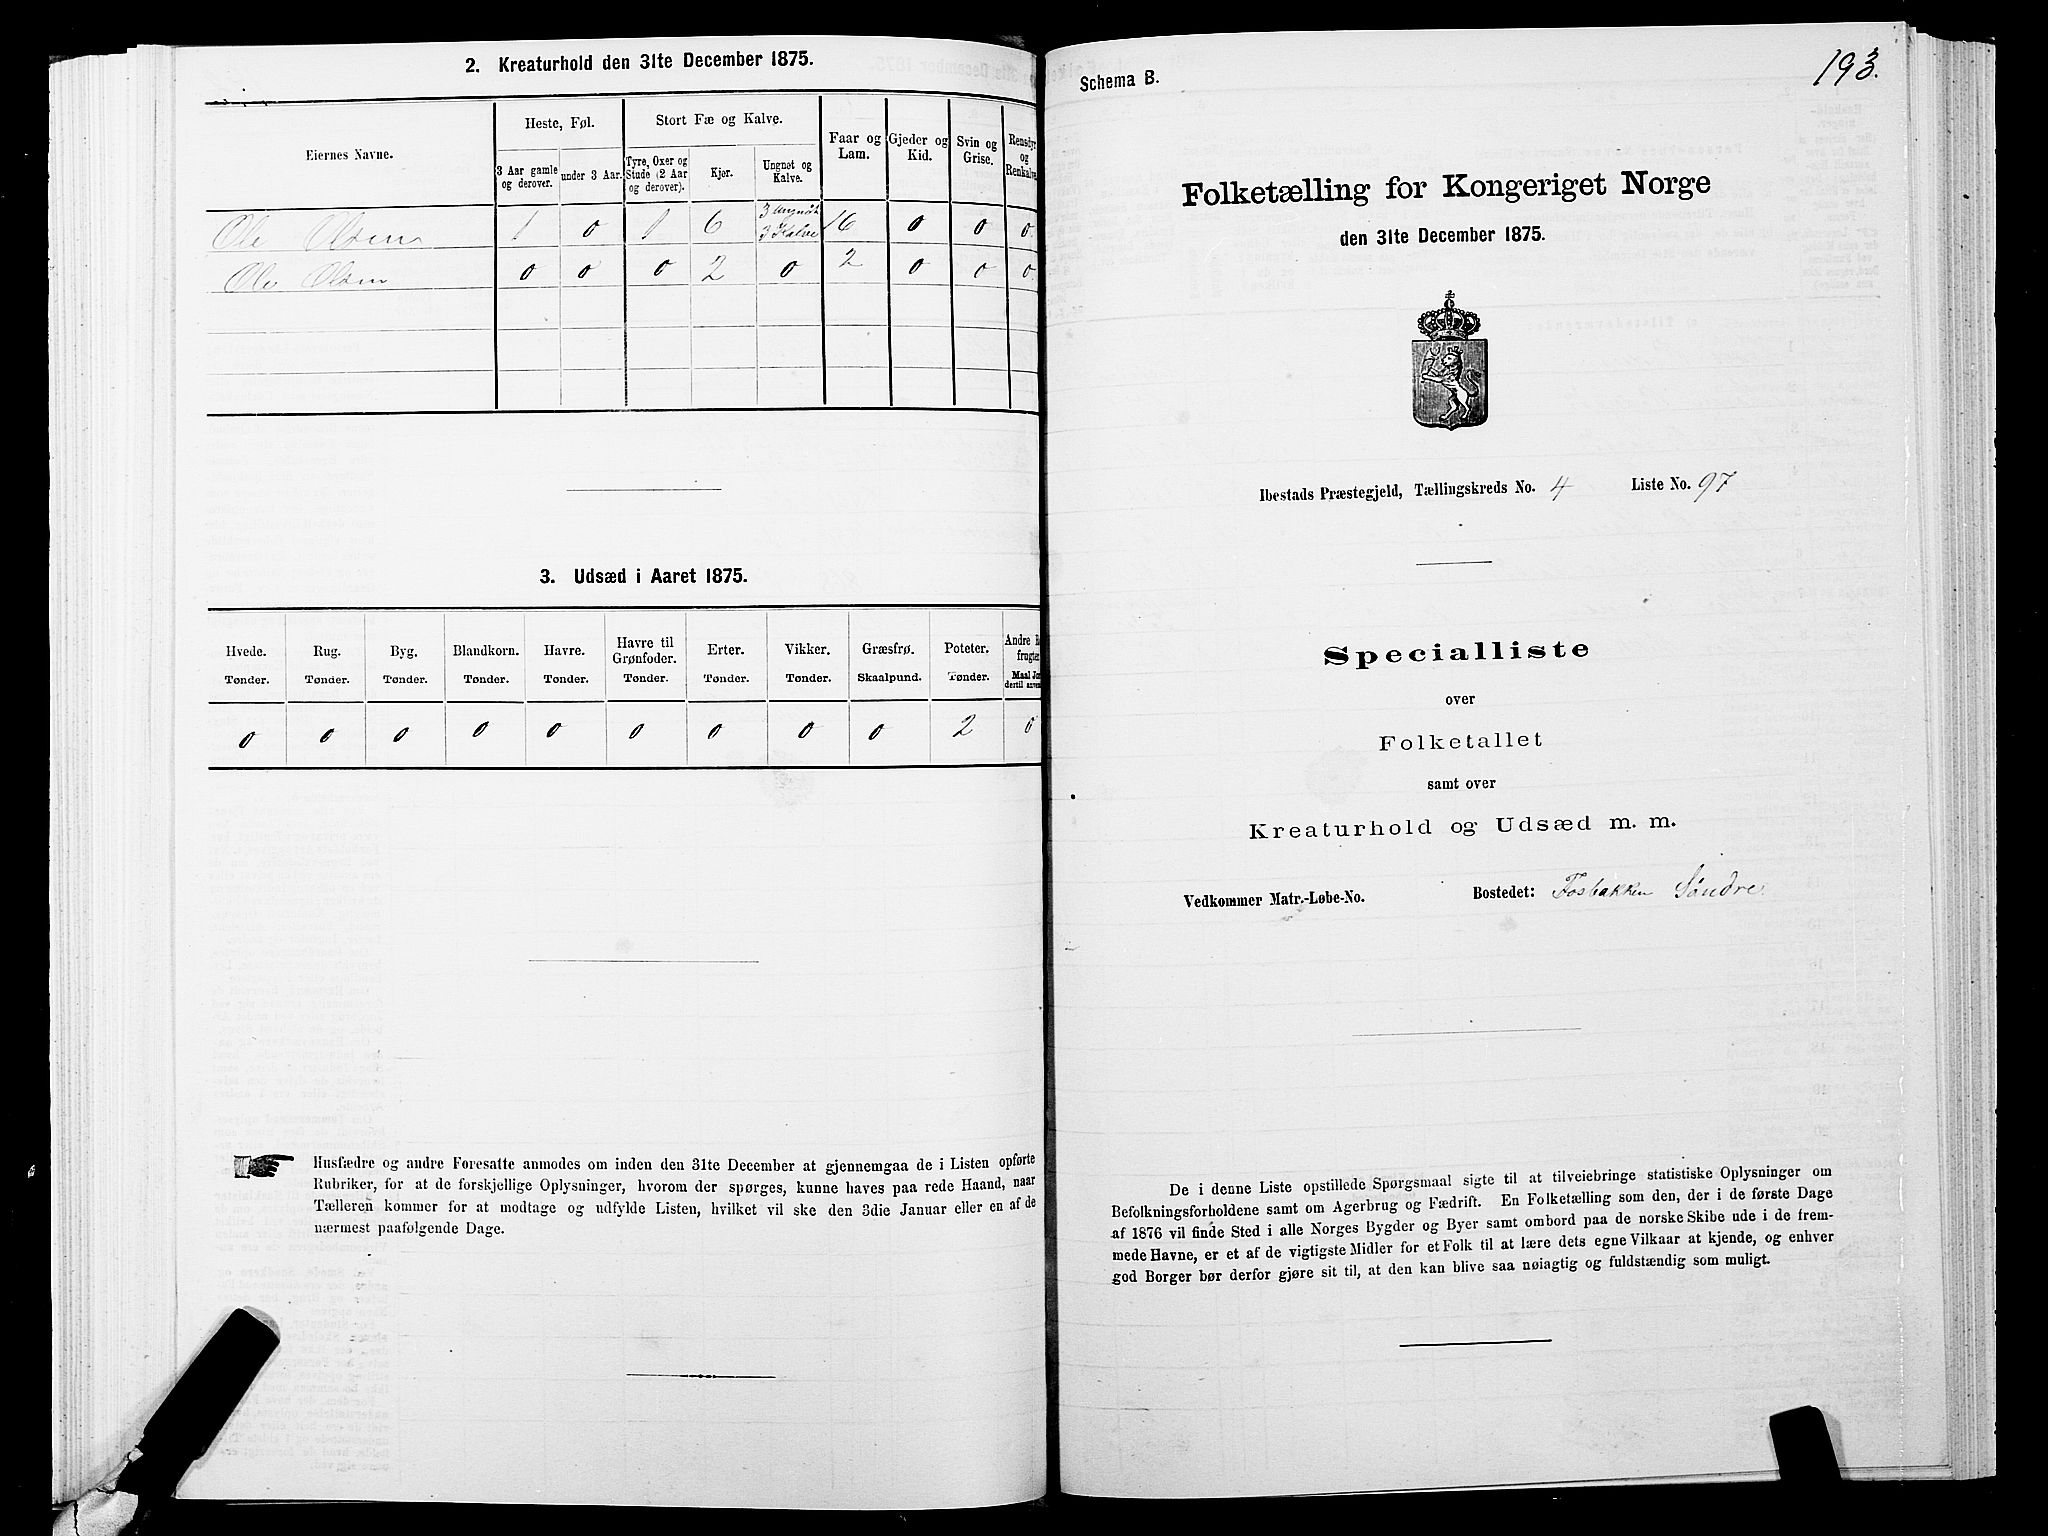 2. Kreaturhold den 31te December 1875.
Eiernes Navne.
Heste, Føl.
Stort Fæ og Kalve.
Faar og Lam.
Gjeder og Kid.
Svin og Grise.
Rensdyr og Renkalve.
3 Aar gamle og derover.
under 3 Aar.
Tyre, Oxer og Stude (2 Aar og derover).
Kjør.
Ungnøt og Kalve.
Ole Olsen 1 0 1 6 3 Ungnöt 3 Kalve 16 0 0 0.
Ole Olsen 0 0 0 2 0 2 0 0 0.
3. Udsæd i Aaret 1875.
Hvede. Rug. Byg. Blandkorn. Havre. Havre til Grønfoder. Erter. Vikker. Græsfrø. Poteter. Andre
Tønder. Tønder. Tønder. Tønder. Tønder. Tønder. Tønder. Tønder. Skaalpund. Tønder.
0 0 0 0 0 0 0 0 0 2 0
Husfædre og andre Foresatte anmodes om inden den 31te December at gjennemgaa de i Listen opførte
Rubriker, for at de forskjellige Oplysninger, hvorom der spørges, kunne haves paa rede Haand, naar
Tælleren kommer for at modtage og udfylde Listen, hvilket vil ske den 3die Januar eller en af de
nærmest paafølgende Dage.
Schema B.
193.
Folketælling for Kongeriget Norge
den 31te December 1875.
Ibestads Præstegjeld, Tællingskreds No. 4 Liste No. 97
Specialliste
over
Folketallet
samt over
Kreaturhold og Udsæd m. m.
Vedkommer Matr.-Løbe-No. Bostedet: Fosbakken Söndre
De i denne Liste opstillede Spørgsmaal sigte til at tilveiebringe statistiske Oplysninger om
Befolkningsforholdene samt om Agerbrug og Fædrift. En Folketælling som den, der i de første Dage
af 1876 vil finde Sted i alle Norges Bygder og Byer samt ombord paa de norske Skibe ude i de frem-
mede Havne, er et af de vigtigste Midler for et Folk til at lære dets egne Vilkaar at kjende, og enhver
god Borger bør derfor gjøre sit til, at den kan blive saa nøiagtig og fuldstændig som muligt.